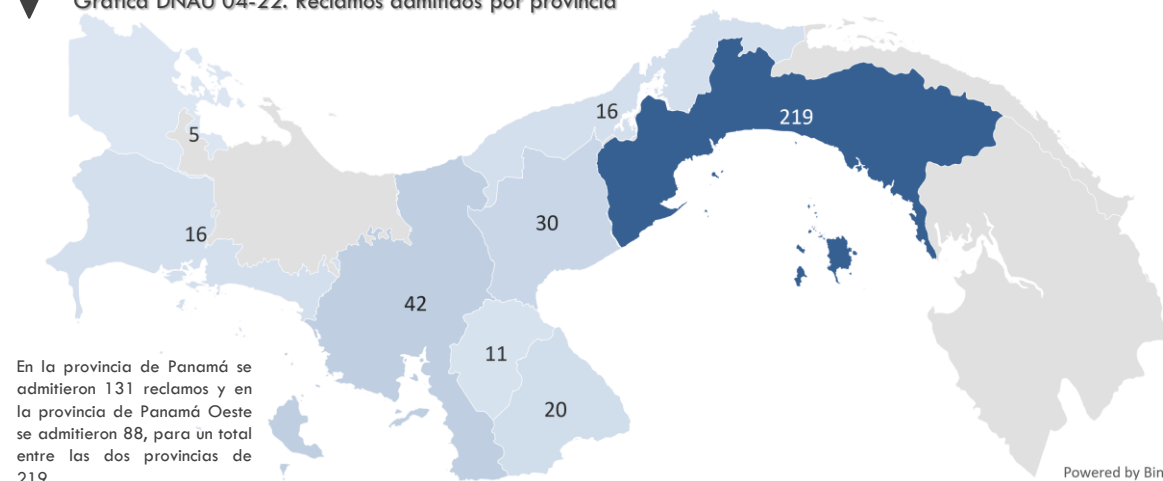 Gráfica DNAU 04-22. Reclamos admitidos por provincia
16
219
5
30
16
42
11
20
En la provincia de Panamá se
admitieron 131 reclamos y en
la provincia de Panamá Oeste
se admitieron 88, para un total
entre las dos provincias de
219
Powered by Bin